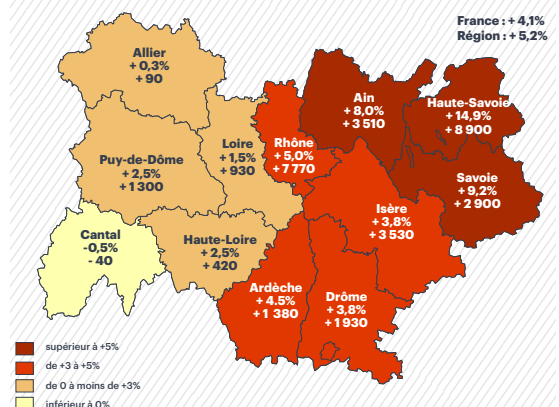 France : + 4,1%
Région : + 5,2%
Allier
+ 0,3%
+ 90
Ain
+ 8,0%
+ 3 510
Haute-Savoie
+ 14,9%
+ 8 900
Loire
+ 1,5%
+ 930
Rhône
+ 5,0%
+ 7 770
Puy-de-Dôme
+ 2,5%
+ 1 300
Savoie
+ 9,2%
+ 2 900
Isère
+ 3,8%
+ 3 530
Cantal
-0,5%
- 40
Haute-Loire
+ 2,5%
+ 420
Ardèche
+ 4.5%
+ 1 380
Drôme
+ 3,8%
+ 1 930
supérieur à +5%
de +3 à +5%
de 0 à moins de +3%
inférieur à 0%